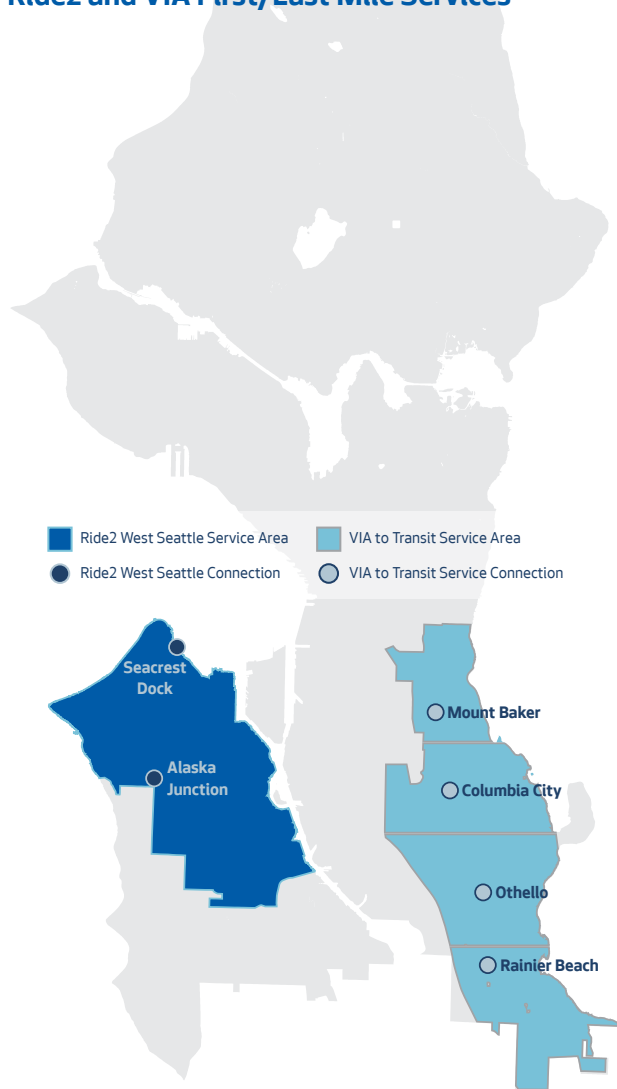 Ride2 and VIA First/Last Mile Services
Ride2 West Seattle Service Area
VIA to Transit Service Area
Ride2 West Seattle Connection
VIA to Transit Service Connection
Seacrest
Dock
Mount Baker
Alaska
Junction
Columbia City
Othello
Rainier Beach